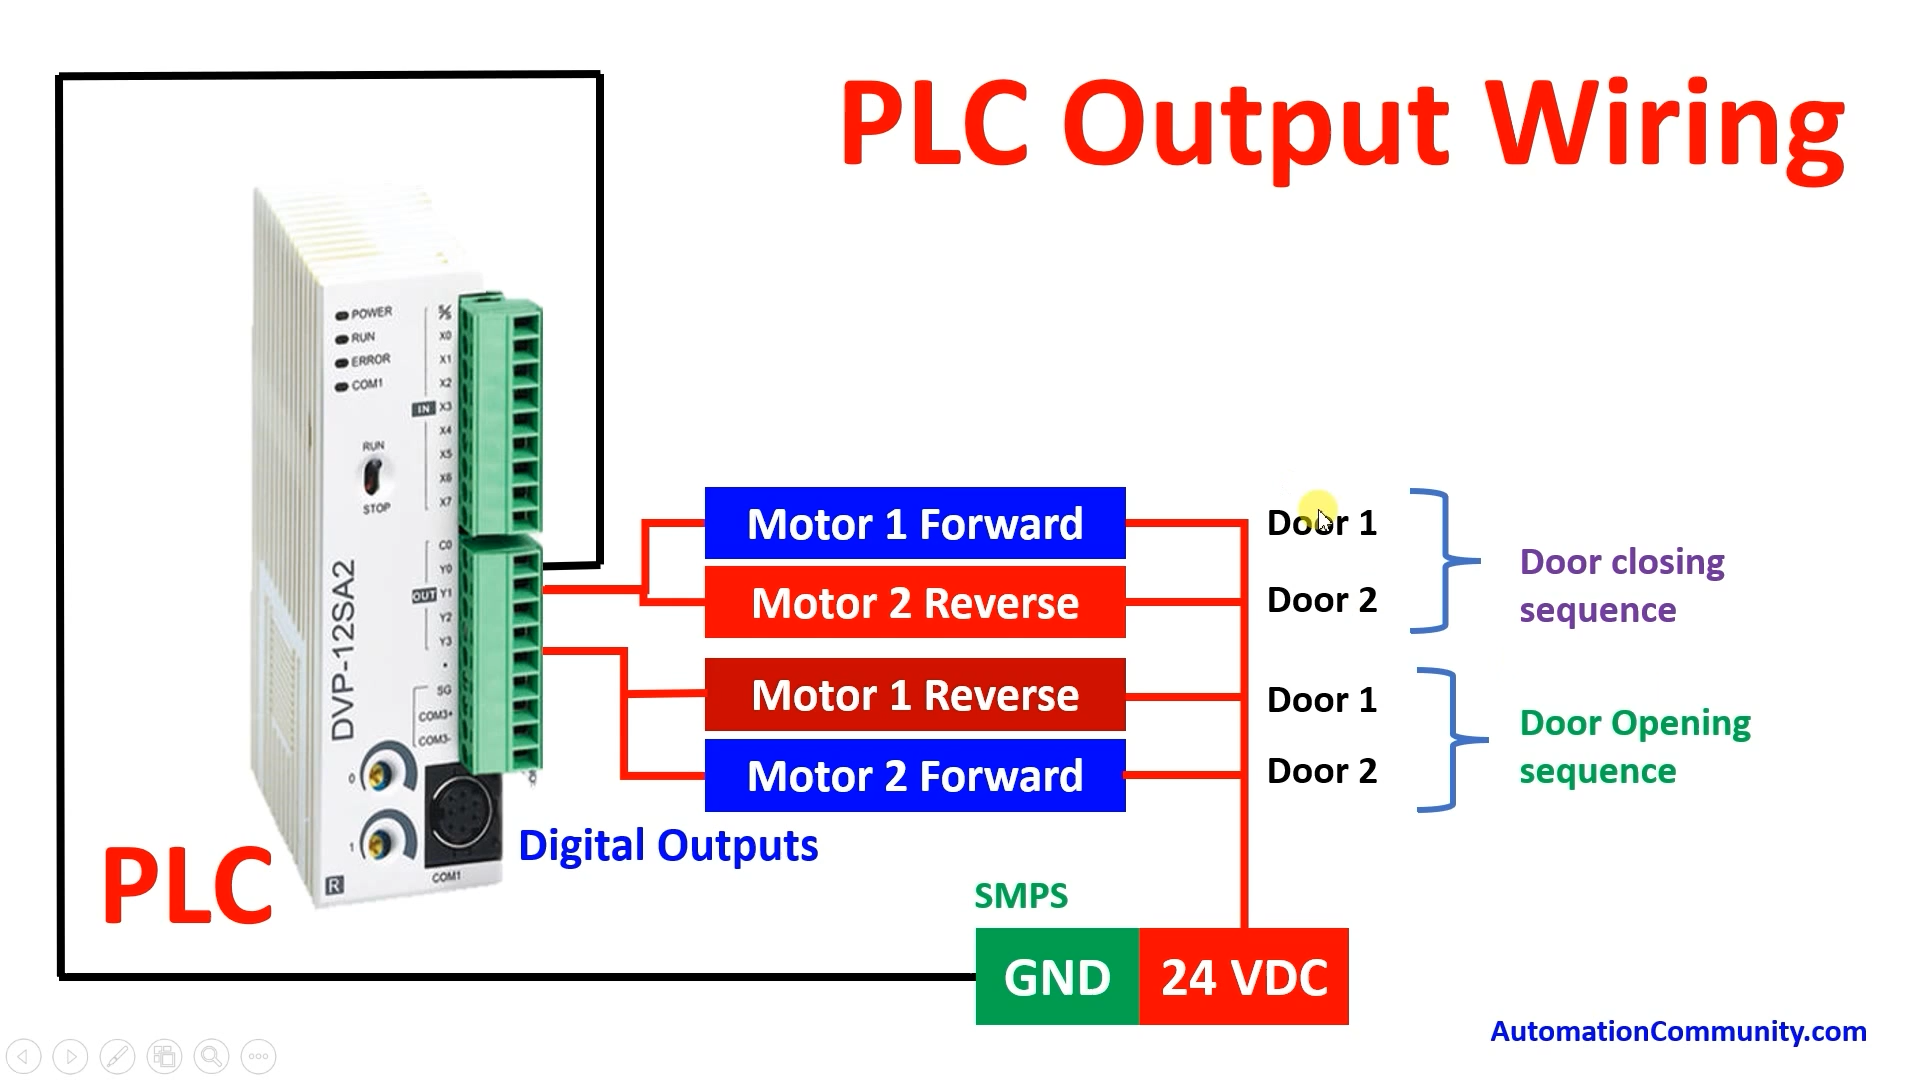 PLC Output Wiring
POWER
RUN
ERROR
COM1
S/S
X0
X1
X2
IN X3
X4
X5
X6
X7
RUN
STOP
C0
Y0
OUT Y1
Y2
Y3
SG
COM3+
COM3-
DVP-12SA2
0
1
R
COM1
PLC
Digital Outputs
Motor 1 Forward
Motor 2 Reverse
Motor 1 Reverse
Motor 2 Forward
Door 1
Door 2
Door 1
Door 2
Door closing
sequence
Door Opening
sequence
SMPS
GND
24 VDC
AutomationCommunity.com